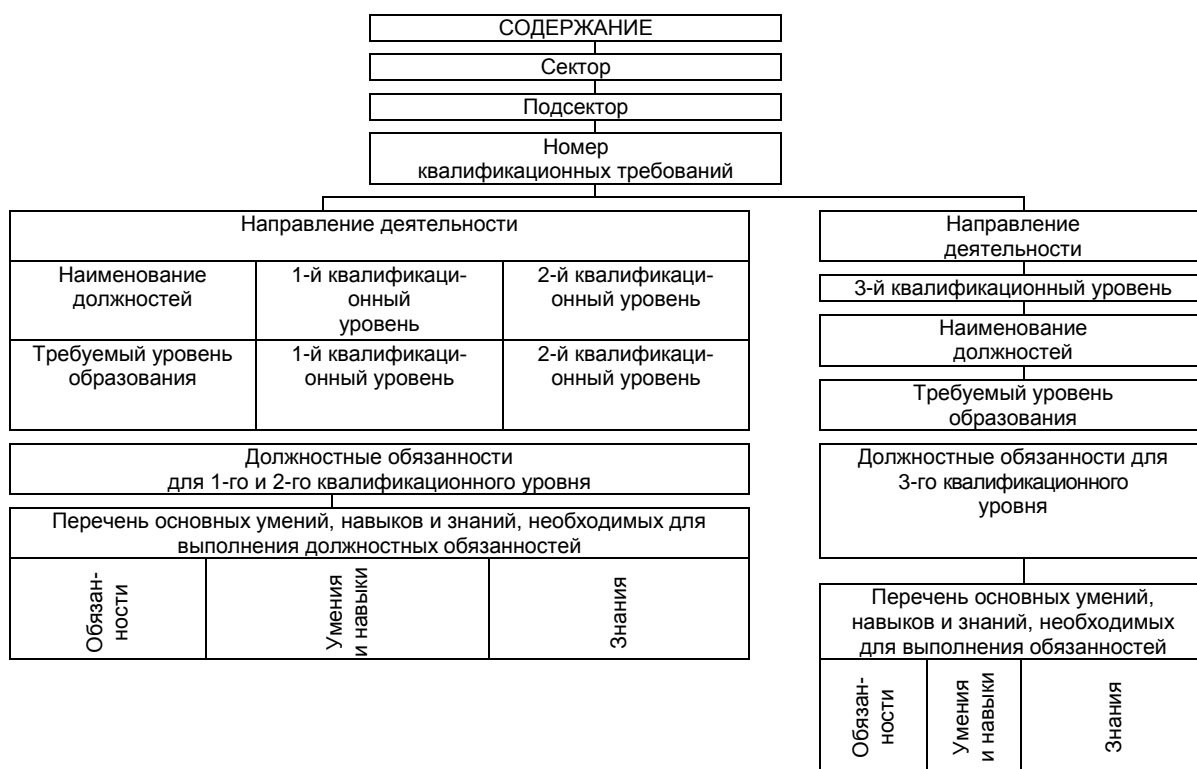 СОДЕРЖАНИЕ
Сектор
Подсектор
Номер
квалификационных требований
Направление деятельности
Наименование
должностей
1-й квалификаци-
онный
уровень
2-й квалификаци-
онный уровень
Требуемый уровень
образования
1-й квалификаци-
онный уровень
2-й квалификаци-
онный уровень
Должностные обязанности
для 1-го и 2-го квалификационного уровня
Перечень основных умений, навыков и знаний, необходимых для
выполнения должностных обязанностей
Обязан-
ности
Умения
и навыки
Знания
Направление
деятельности
3-й квалификационный уровень
Наименование
должностей
Требуемый уровень
образования
Должностные обязанности для
3-го квалификационного
уровня
Перечень основных умений,
навыков и знаний, необходимых
для выполнения обязанностей
Обязан-
ности
Умения
и навыки
Знания